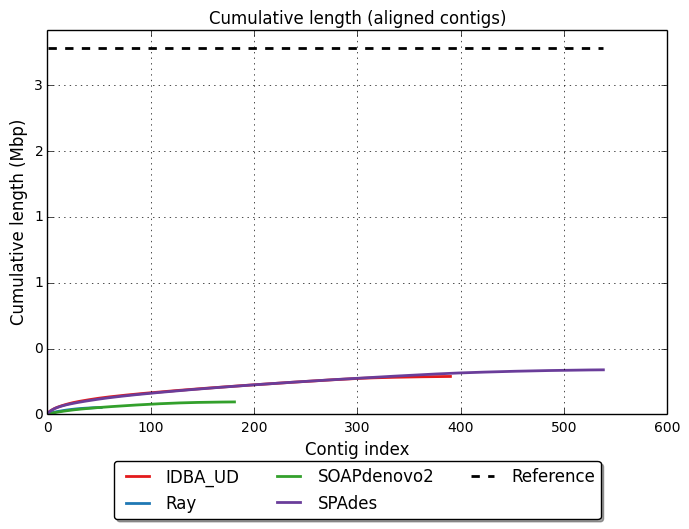 Cumulative length (aligned contigs)
Cumulative length (Mbp)
3
2
1
1
0
0
0 100 200 300 400 500 600
Contig index
IDBA_UD SOAPdenovo2 Reference
Ray SPAdes